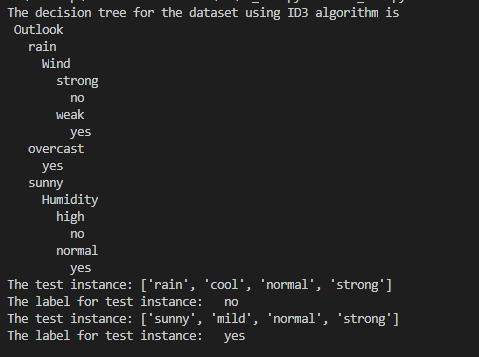 The decision tree for the dataset using ID3 algorithm is
Outlook
rain
Wind
strong
no
weak
yes
overcast
yes
sunny
Humidity
high
no
normal
yes
The test instance: ['rain', 'cool', 'normal', 'strong']
The label for test instance:   no
The test instance: ['sunny', 'mild', 'normal', 'strong']
The label for test instance:   yes